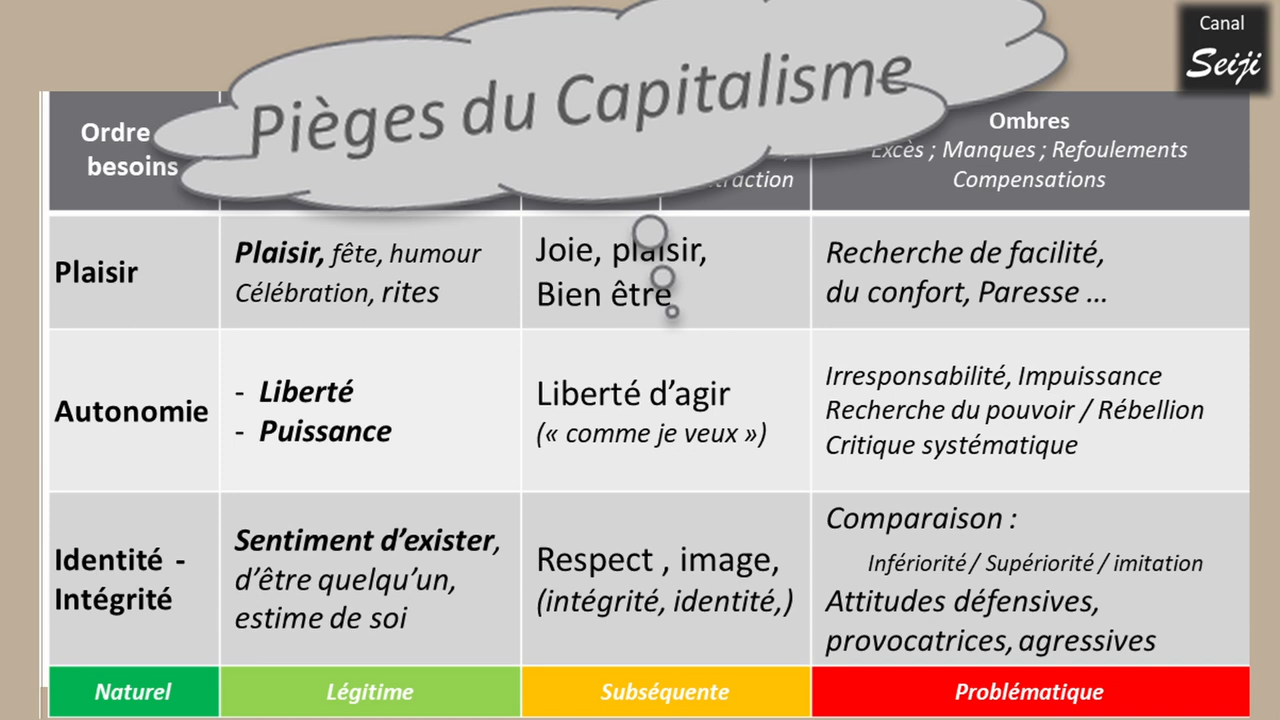 Canal
Seiji
Pièges du Capitalisme
Ordre
besoins
Ombres
Excès ; Manques ; Refoulements
Compensations
Plaisir
Plaisir, fête, humour
Célébration, rites
Joie, plaisir,
Bien être
Recherche de facilité,
du confort, Paresse ...
Autonomie
- Liberté
- Puissance
Liberté d’agir
(« comme je veux »)
Irresponsabilité, Impuissance
Recherche du pouvoir / Rébellion
Critique systématique
Identité -
Intégrité
Sentiment d’exister,
d’être quelqu’un,
estime de soi
Respect , image,
(intégrité, identité,)
Comparaison :
Infériorité / Supériorité / imitation
Attitudes défensives,
provocatrices, agressives
Naturel
Légitime
Subséquente
Problématique